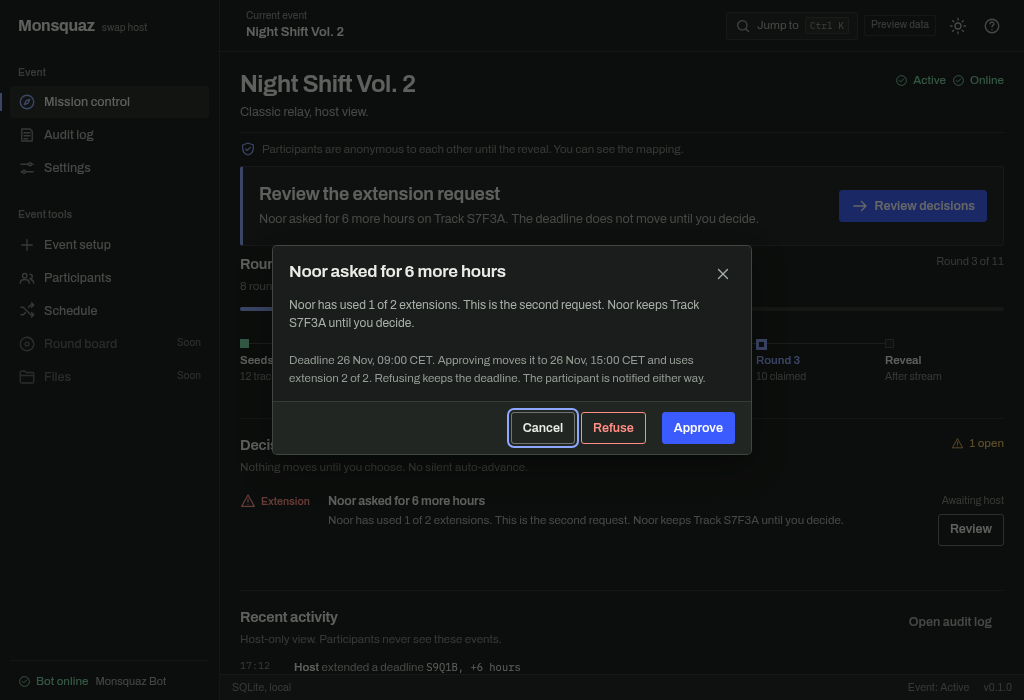 Monsquaz swap host
Current event
Night Shift Vol. 2
Jump to Ctrl K
Preview data
Event
Mission control
Audit log
Settings
Event tools
Event setup
Participants
Schedule
Round board Soon
Files Soon
Bot online Monsquaz Bot
Night Shift Vol. 2
Active Online
Classic relay, host view.
Participants are anonymous to each other until the reveal. You can see the mapping.
Review the extension request
Noor asked for 6 more hours on Track S7F3A. The deadline does not move until you decide.
Review decisions
Round 3 of 11
Seeds
Round 3
10 claimed
Reveal
After stream
Noor asked for 6 more hours
Noor has used 1 of 2 extensions. This is the second request. Noor keeps Track
S7F3A until you decide.
Deadline 26 Nov, 09:00 CET. Approving moves it to 26 Nov, 15:00 CET and uses
extension 2 of 2. Refusing keeps the deadline. The participant is notified either way.
Cancel Refuse Approve
1 open
Nothing moves until you choose. No silent auto-advance.
Extension
Noor asked for 6 more hours
Noor has used 1 of 2 extensions. This is the second request. Noor keeps Track S7F3A until you decide.
Awaiting host
Review
Recent activity
Host-only view. Participants never see these events.
Open audit log
17:12 Host extended a deadline S9Q1B, +6 hours
SQLite, local
Event: Active v0.1.0